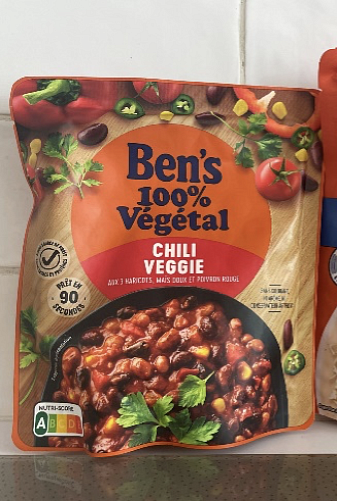 Ben's
100%
Végétal
CHILI
VEGGIE
AUX 3 HARICOTS, MAÏS DOUX ET POIVRON ROUGE
PRÊT EN
90
SECONDES
NUTRI-SCORE
A B C D E